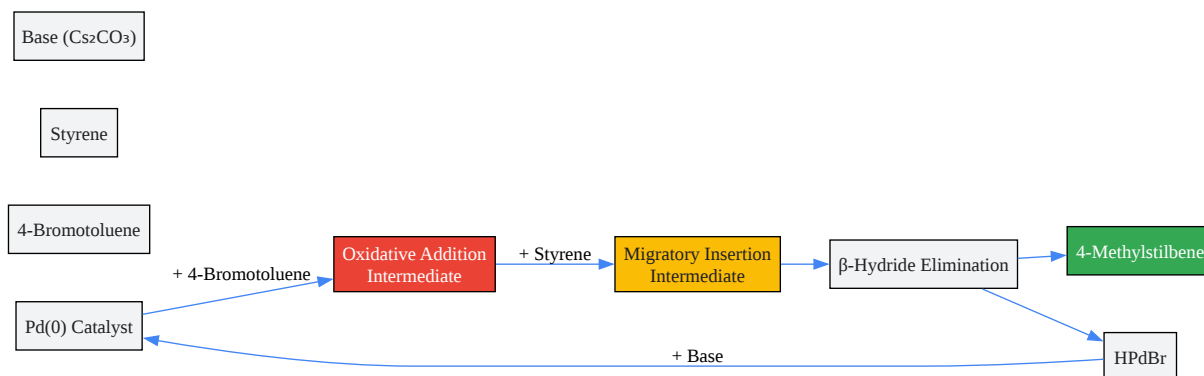 Base (Cs₂CO₃)
Styrene
4-Bromotoluene
+ 4-Bromotoluene
Oxidative Addition
Intermediate
+ Styrene
Migratory Insertion
Intermediate
β-Hydride Elimination
4-Methylstilbene
Pd(0) Catalyst
+ Base
HPdBr